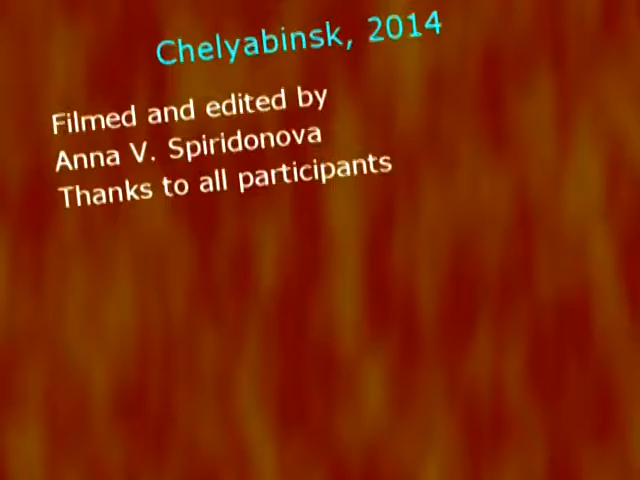 Chelyabinsk, 2014
Filmed and edited by
Anna V. Spiridonova
Thanks to all participants